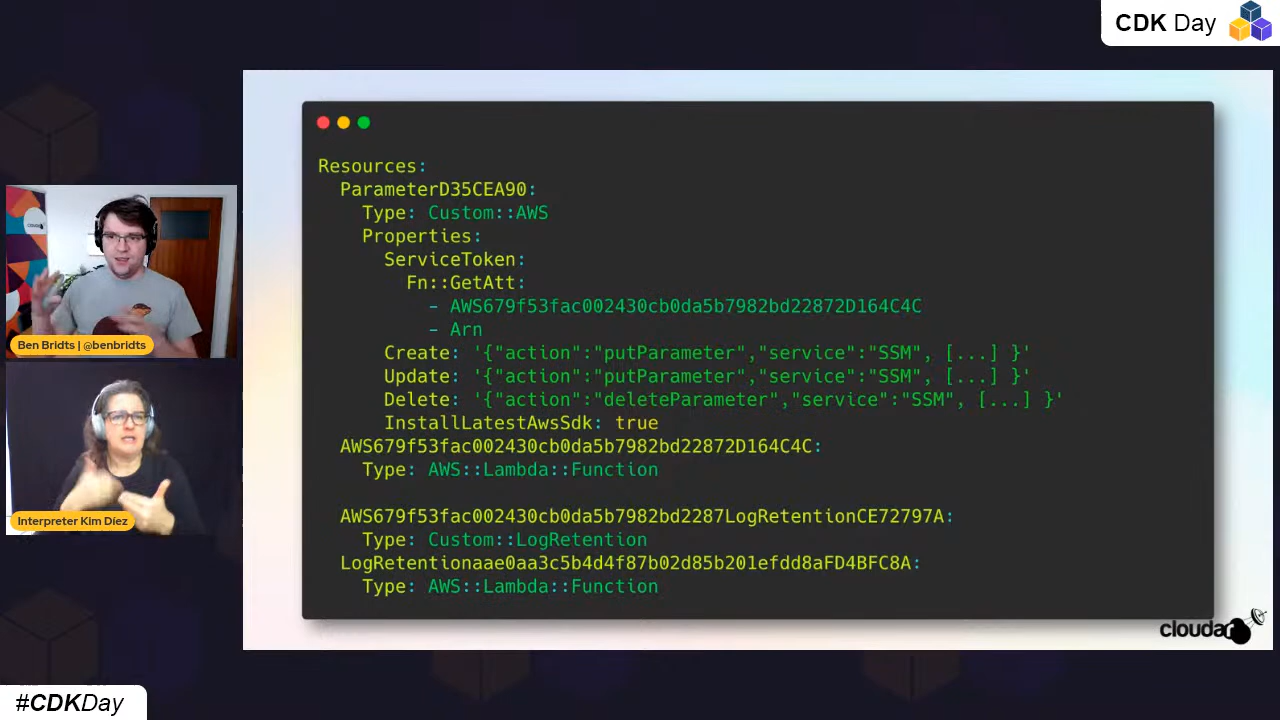 CDK Day
Resources:
ParameterD35CEA90:
Type: Custom::AWS
Properties:
ServiceToken:
Fn::GetAtt:
- AWS679f53fac002430cb0da5b7982bd22872D164C4C
- Arn
Create: '{"action":"putParameter","service":"SSM", [...] }'
Update: '{"action":"putParameter","service":"SSM", [...] }'
Delete: '{"action":"deleteParameter","service":"SSM", [...] }'
InstallLatestAwsSdk: true
AWS679f53fac002430cb0da5b7982bd22872D164C4C:
Type: AWS::Lambda::Function
AWS679f53fac002430cb0da5b7982bd2287LogRetentionCE72797A:
Type: Custom::LogRetention
LogRetentionaae0aa3c5b4d4f87b02d85b201efdd8aFD4BFC8A:
Type: AWS::Lambda::Function
Ben Bridts | @benbridts
Interpreter Kim Díez
cloudar
#CDKDay